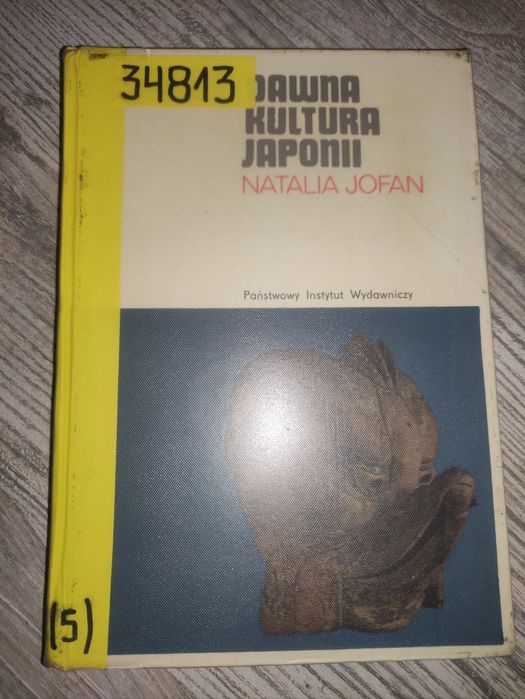 34813
DAWNA
KULTURA
JAPONII
NATALIA JOFAN
Państwowy Instytut Wydawniczy
(5)